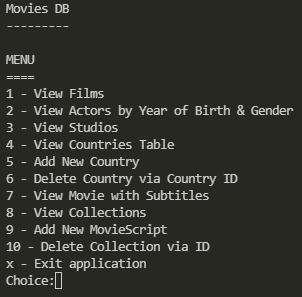 Movies DB
---------
MENU
====
1 - View Films
2 - View Actors by Year of Birth & Gender
3 - View Studios
4 - View Countries Table
5 - Add New Country
6 - Delete Country via Country ID
7 - View Movie with Subtitles
8 - View Collections
9 - Add New MovieScript
10 - Delete Collection via ID
x - Exit application
Choice: